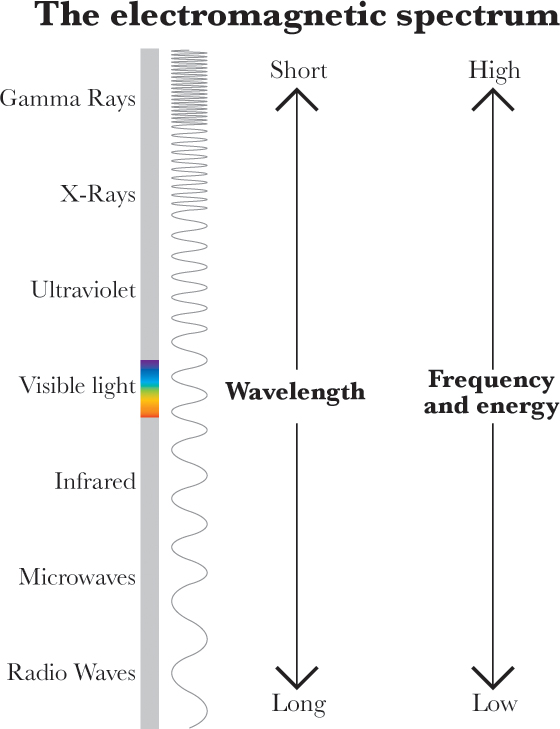 The electromagnetic spectrum
Short
High
Gamma Rays
X-Rays
Ultraviolet
Visible light
Wavelength
Frequency
and energy
Infrared
Microwaves
Radio Waves
Long
Low